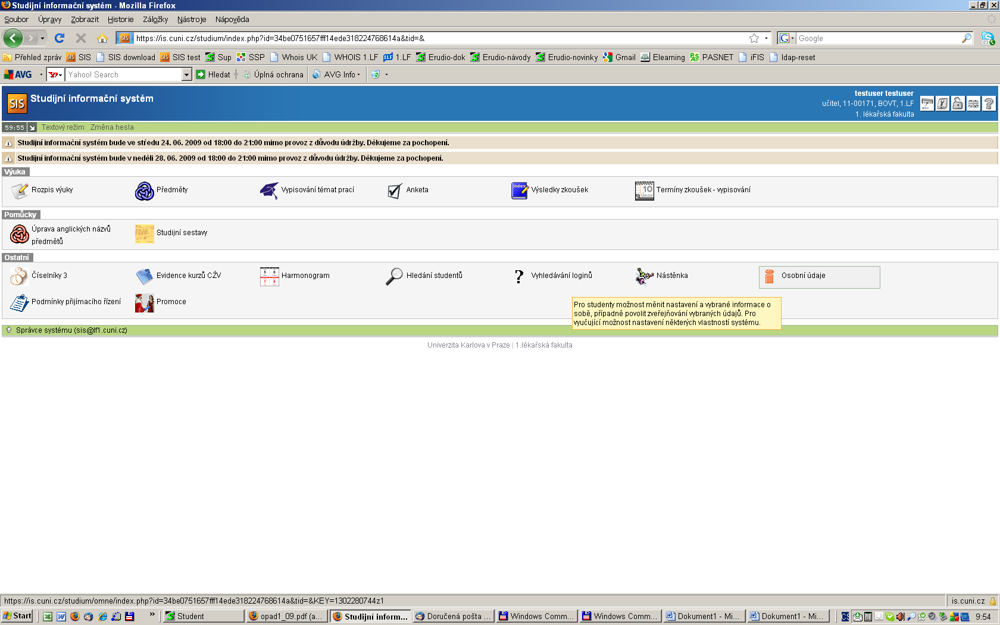 Studijní informační systém - Mozilla Firefox
Soubor Úpravy Zobrazit Historie Záložky Nástroje Nápověda
SIS https://is.cuni.cz/studium/index.php?id=34be0751657fff14ede318224768614a&tid=& G Google
Přehled zpráv SIS SIS download SIS test Sup SSP Whois UK WHOIS 1.LF 1.LF Erudio-dok Erudio-návody Erudio-novinky Gmail Elearning PASNET iFIS ldap-reset
AVG Yahoo! Search Hledat Úplná ochrana AVG Info
SIS Studijní informační systém
testuser testuser
učitel, 11-00171, BOVT, 1.LF
1. lékařská fakulta
59:55 Textový režim Změna hesla
Studijní informační systém bude ve středu 24. 06. 2009 od 18:00 do 21:00 mimo provoz z důvodu údržby. Děkujeme za pochopení.
Studijní informační systém bude v neděli 28. 06. 2009 od 18:00 do 21:00 mimo provoz z důvodu údržby. Děkujeme za pochopení.
Výuka
Rozpis výuky Předměty Vypisování témat prací Anketa Výsledky zkoušek Termíny zkoušek - vypisování
Pomůcky
Úprava anglických názvů
předmětů
Studijní sestavy
Ostatní
Číselníky 3 Evidence kurzů CŽV Harmonogram Hledání studentů Vyhledávání loginů Nástěnka Osobní údaje
Podmínky přijímacího řízení Promoce
Pro studenty možnost měnit nastavení a vybrané informace o
sobě, případně povolit zveřejňování vybraných údajů. Pro
vyučující možnost nastavení některých vlastností systému.
Správce systému (sis@lf1.cuni.cz)
Univerzita Karlova v Praze | 1.lékařská fakulta
https://is.cuni.cz/studium/omne/index.php?id=34be0751657fff14ede318224768614a&tid=&KEY=1302280744z1 is.cuni.cz
Start » Student opad1_09.pdf (a... Studijní inform... Doručená pošta ... Windows Comm... Windows Comm... Dokument1 - Mi... Dokument1 - Mi... CS 9:54